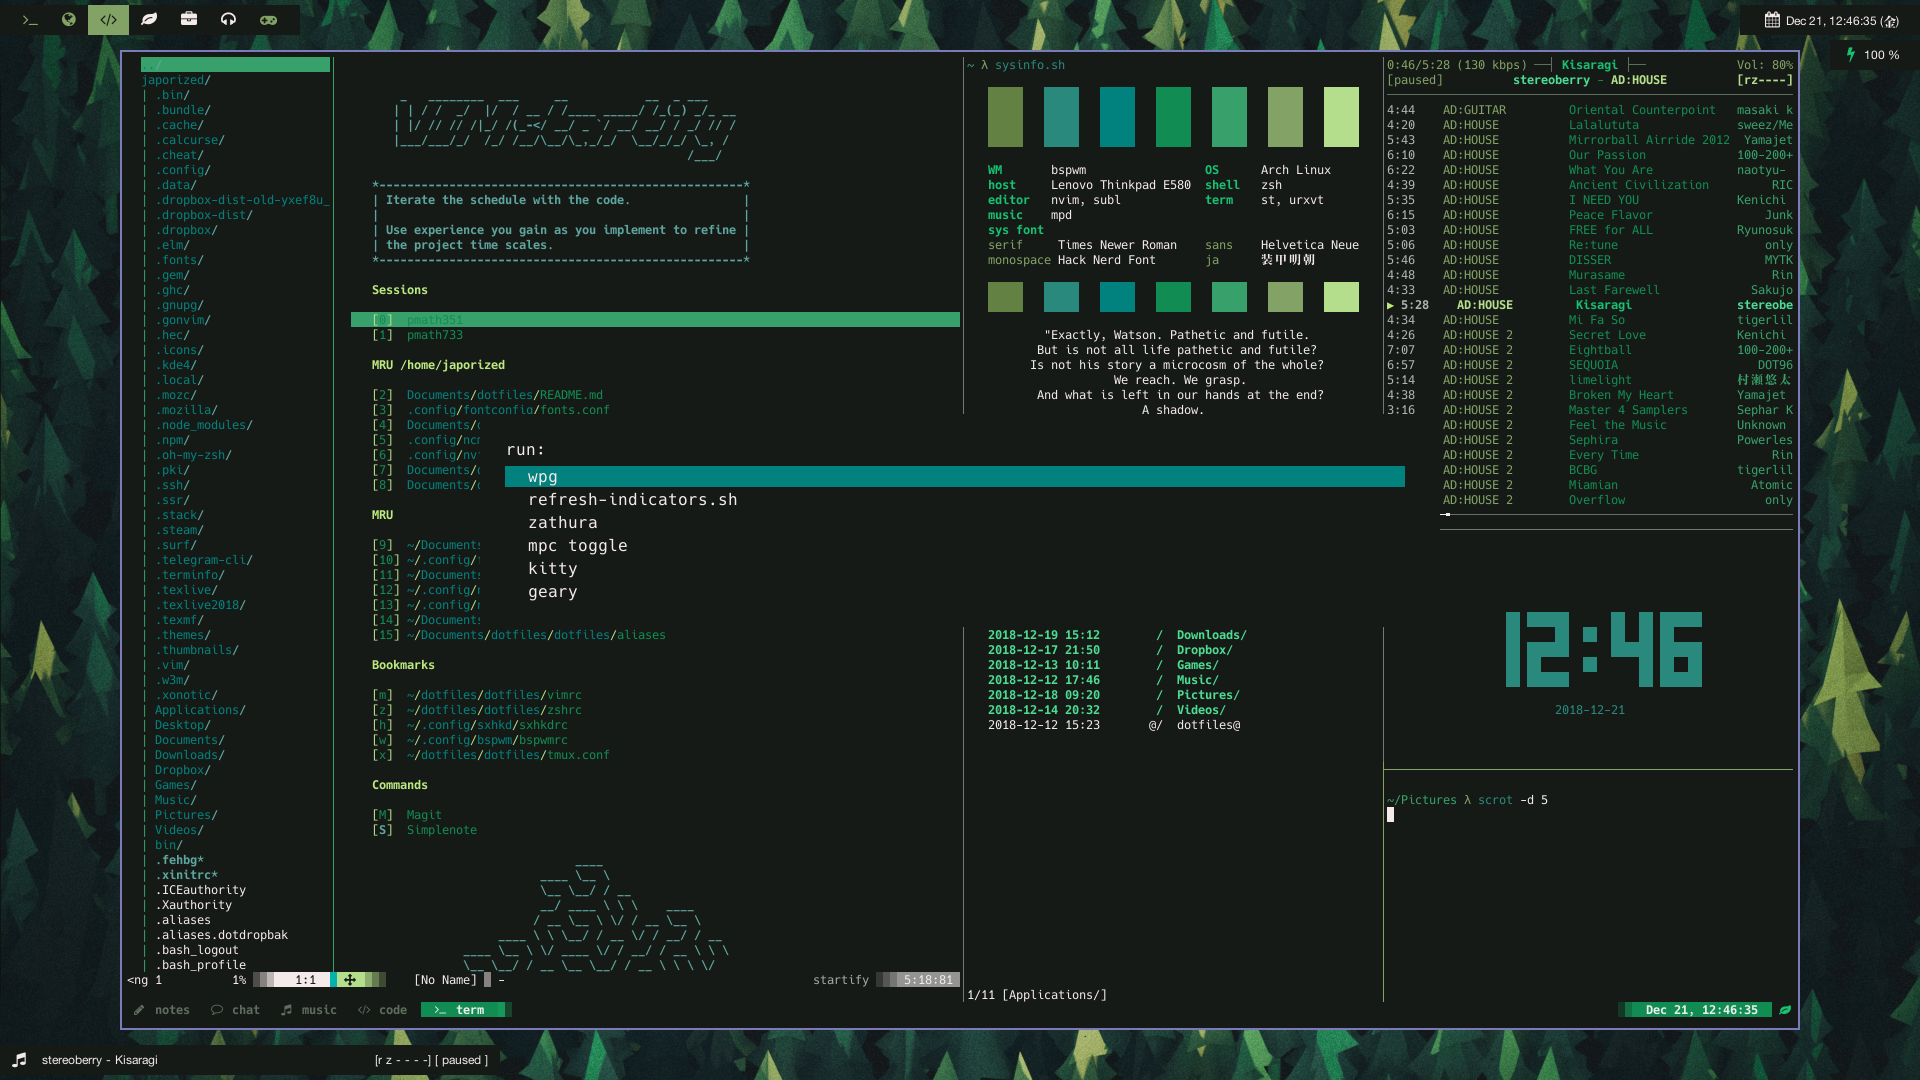 >_ </>
Dec 21, 12:46:35 (金)
100 %
../
japorized/
| .bin/
| .bundle/
| .cache/
| .calcurse/
| .cheat/
| .config/
| .data/
| .dropbox-dist-old-yxef8u_
| .dropbox-dist/
| .dropbox/
| .elm/
| .fonts/
| .gem/
| .ghc/
| .gnupg/
| .gonvim/
| .hec/
| .icons/
| .kde4/
| .local/
| .mozc/
| .mozilla/
| .node_modules/
| .npm/
| .oh-my-zsh/
| .pki/
| .ssh/
| .ssr/
| .stack/
| .steam/
| .surf/
| .telegram-cli/
| .terminfo/
| .texlive/
| .texlive2018/
| .texmf/
| .themes/
| .thumbnails/
| .vim/
| .w3m/
| .xonotic/
| Applications/
| Desktop/
| Documents/
| Downloads/
| Dropbox/
| Games/
| Music/
| Pictures/
| Videos/
| bin/
| .fehbg*
| .xinitrc*
| .ICEauthority
| .Xauthority
| .aliases
| .aliases.dotdropbak
| .bash_logout
| .bash_profile
<ng 1 1% 1:1
*----------------------------------------------------*
| Iterate the schedule with the code. |
| |
| Use experience you gain as you implement to refine |
| the project time scales. |
*----------------------------------------------------*
Sessions
[0] pmath351
[1] pmath733
MRU /home/japorized
[2] Documents/dotfiles/README.md
[3] .config/fontconfig/fonts.conf
[4] Documents/
[5] .config/ncm
[6] .config/nv
[7] Documents/
[8] Documents/
MRU
[9] ~/Documents
[10] ~/.config/
[11] ~/Documents
[12] ~/.config/
[13] ~/.config/
[14] ~/Documents
[15] ~/Documents/dotfiles/dotfiles/aliases
Bookmarks
[m] ~/dotfiles/dotfiles/vimrc
[z] ~/dotfiles/dotfiles/zshrc
[h] ~/.config/sxhkd/sxhkdrc
[w] ~/.config/bspwm/bspwmrc
[x] ~/dotfiles/dotfiles/tmux.conf
Commands
[M] Magit
[S] Simplenote
[No Name] - startify 5:18:81
run:
wpg
refresh-indicators.sh
zathura
mpc toggle
kitty
geary
~ λ sysinfo.sh
WM bspwm OS Arch Linux
host Lenovo Thinkpad E580 shell zsh
editor nvim, subl term st, urxvt
music mpd
sys font
serif Times Newer Roman sans Helvetica Neue
monospace Hack Nerd Font ja 装甲明朝
"Exactly, Watson. Pathetic and futile.
But is not all life pathetic and futile?
Is not his story a microcosm of the whole?
We reach. We grasp.
And what is left in our hands at the end?
A shadow.
2018-12-19 15:12 / Downloads/
2018-12-17 21:50 / Dropbox/
2018-12-13 10:11 / Games/
2018-12-12 17:46 / Music/
2018-12-18 09:20 / Pictures/
2018-12-14 20:32 / Videos/
2018-12-12 15:23 @/ dotfiles@
1/11 [Applications/]
0:46/5:28 (130 kbps) ──┤ Kisaragi ├── Vol: 80%
[paused] stereoberry - AD:HOUSE [rz----]
4:44 AD:GUITAR Oriental Counterpoint masaki k
4:20 AD:HOUSE Lalalututa sweez/Me
5:43 AD:HOUSE Mirrorball Airride 2012 Yamajet
6:10 AD:HOUSE Our Passion 100-200+
6:22 AD:HOUSE What You Are naotyu-
4:39 AD:HOUSE Ancient Civilization RIC
5:35 AD:HOUSE I NEED YOU Kenichi
6:15 AD:HOUSE Peace Flavor Junk
5:03 AD:HOUSE FREE for ALL Ryunosuk
5:06 AD:HOUSE Re:tune only
5:46 AD:HOUSE DISSER MYTK
4:48 AD:HOUSE Murasame Rin
4:33 AD:HOUSE Last Farewell Sakujo
▶ 5:28 AD:HOUSE Kisaragi stereobe
4:34 AD:HOUSE Mi Fa So tigerlil
4:26 AD:HOUSE 2 Secret Love Kenichi
7:07 AD:HOUSE 2 Eightball 100-200+
6:57 AD:HOUSE 2 SEQUOIA DOT96
5:14 AD:HOUSE 2 limelight 村瀬悠太
4:38 AD:HOUSE 2 Broken My Heart Yamajet
3:16 AD:HOUSE 2 Master 4 Samplers Sephar K
AD:HOUSE 2 Feel the Music Unknown
AD:HOUSE 2 Sephira Powerles
AD:HOUSE 2 Every Time Rin
AD:HOUSE 2 BCBG tigerlil
AD:HOUSE 2 Miamian Atomic
AD:HOUSE 2 Overflow only
12:46
2018-12-21
~/Pictures λ scrot -d 5
notes chat music </> code >_ term
Dec 21, 12:46:35
stereoberry - Kisaragi [r z - - - -] [ paused ]